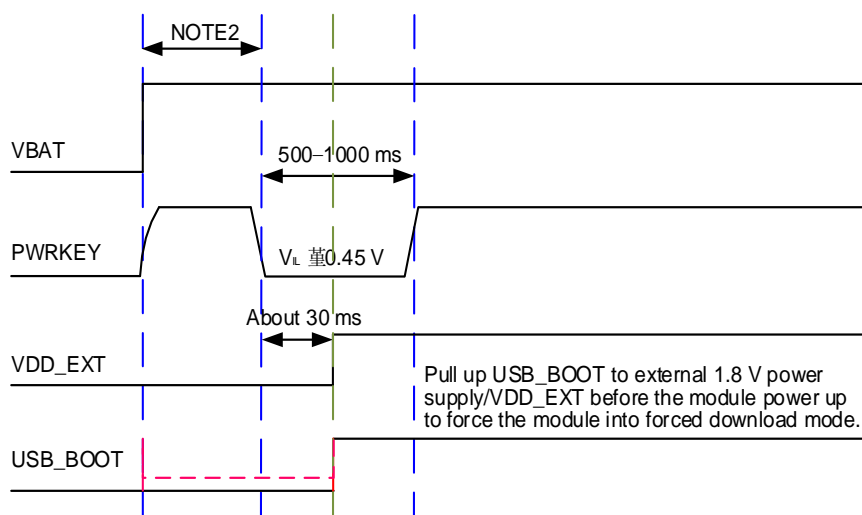 NOTE2
VBAT
500–1000 ms
PWRKEY
VIL 堇0.45 V
About 30 ms
VDD_EXT
Pull up USB_BOOT to external 1.8 V power
supply/VDD_EXT before the module power up
to force the module into forced download mode.
USB_BOOT